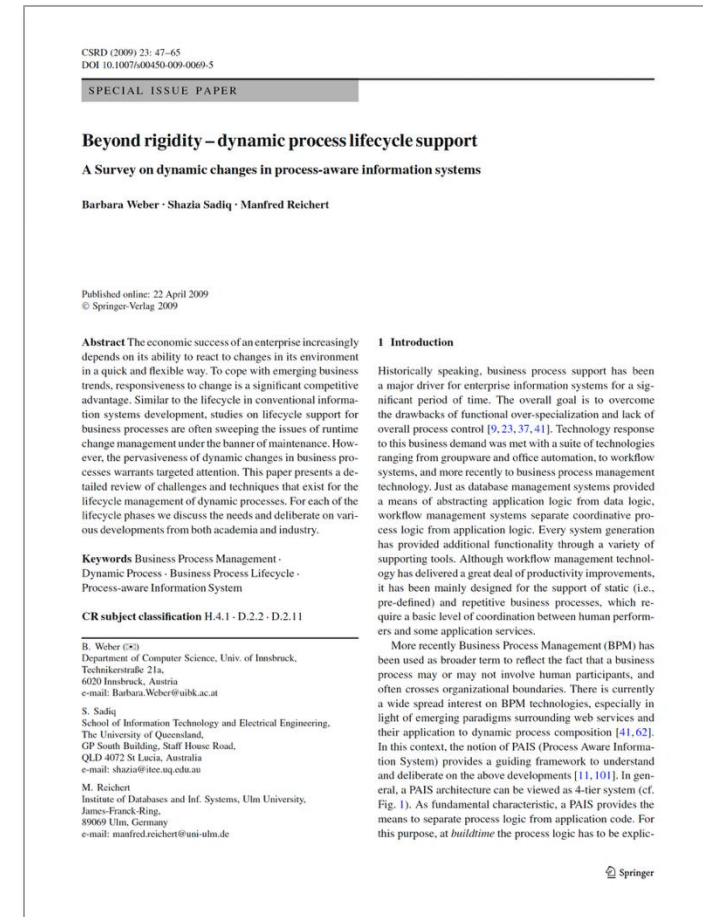 CSRD (2009) 23: 47–65
DOI 10.1007/s00450-009-0069-5
SPECIAL ISSUE PAPER
Beyond rigidity – dynamic process lifecycle support
A Survey on dynamic changes in process-aware information systems
Barbara Weber · Shazia Sadiq · Manfred Reichert
Published online: 22 April 2009
© Springer-Verlag 2009
Abstract The economic success of an enterprise increasingly
depends on its ability to react to changes in its environment
in a quick and flexible way. To cope with emerging business
trends, responsiveness to change is a significant competitive
advantage. Similar to the lifecycle in conventional informa-
tion systems development, studies on lifecycle support for
business processes are often sweeping the issues of runtime
change management under the banner of maintenance. How-
ever, the pervasiveness of dynamic changes in business pro-
cesses warrants targeted attention. This paper presents a de-
tailed review of challenges and techniques that exist for the
lifecycle management of dynamic processes. For each of the
lifecycle phases we discuss the needs and deliberate on vari-
ous developments from both academia and industry.
Keywords Business Process Management ·
Dynamic Process · Business Process Lifecycle ·
Process-aware Information System
CR subject classification H.4.1 · D.2.2 · D.2.11
B. Weber (✉)
Department of Computer Science, Univ. of Innsbruck,
Technikerstraße 21a,
6020 Innsbruck, Austria
e-mail: Barbara.Weber@uibk.ac.at
S. Sadiq
School of Information Technology and Electrical Engineering,
The University of Queensland,
GP South Building, Staff House Road,
QLD 4072 St Lucia, Australia
e-mail: shazia@itee.uq.edu.au
M. Reichert
Institute of Databases and Inf. Systems, Ulm University,
James-Franck-Ring,
89069 Ulm, Germany
e-mail: manfred.reichert@uni-ulm.de
1 Introduction
Historically speaking, business process support has been
a major driver for enterprise information systems for a sig-
nificant period of time. The overall goal is to overcome
the drawbacks of functional over-specialization and lack of
overall process control [9, 23, 37, 41]. Technology response
to this business demand was met with a suite of technologies
ranging from groupware and office automation, to workflow
systems, and more recently to business process management
technology. Just as database management systems provided
a means of abstracting application logic from data logic,
workflow management systems separate coordinative pro-
cess logic from application logic. Every system generation
has provided additional functionality through a variety of
supporting tools. Although workflow management technol-
ogy has delivered a great deal of productivity improvements,
it has been mainly designed for the support of static (i.e.,
pre-defined) and repetitive business processes, which re-
quire a basic level of coordination between human perform-
ers and some application services.
More recently Business Process Management (BPM) has
been used as broader term to reflect the fact that a business
process may or may not involve human participants, and
often crosses organizational boundaries. There is currently
a wide spread interest on BPM technologies, especially in
light of emerging paradigms surrounding web services and
their application to dynamic process composition [41, 62].
In this context, the notion of PAIS (Process Aware Informa-
tion System) provides a guiding framework to understand
and deliberate on the above developments [11, 101]. In gen-
eral, a PAIS architecture can be viewed as 4-tier system (cf.
Fig. 1). As fundamental characteristic, a PAIS provides the
means to separate process logic from application code. For
this purpose, at buildtime the process logic has to be explic-
Springer